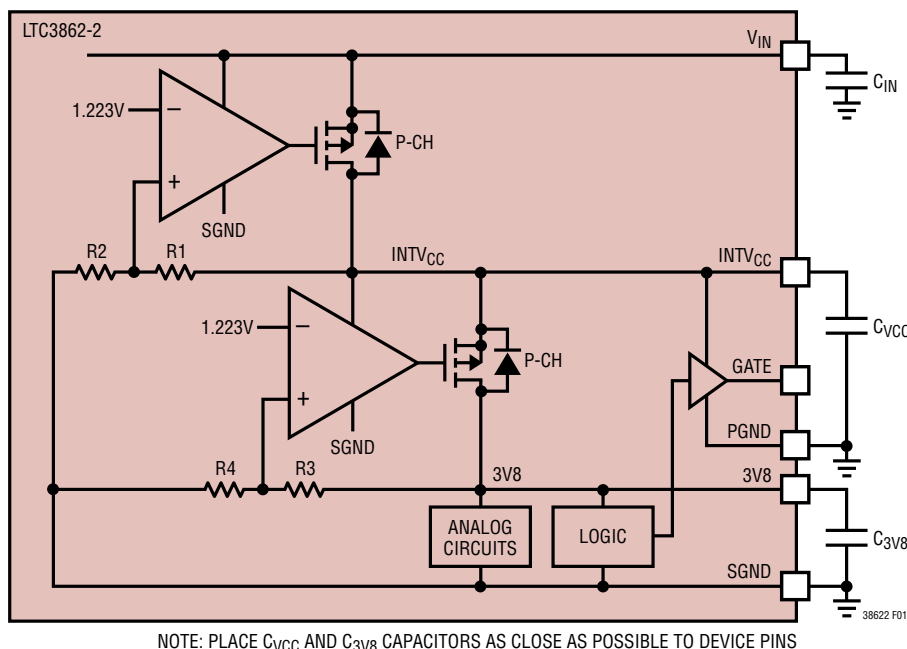 LTC3862-2
VIN
CIN
1.223V
−
P-CH
+
SGND
R2
R1
INTVCC
INTVCC
1.223V
−
P-CH
CVCC
GATE
+
SGND
PGND
R4
R3
3V8
3V8
ANALOG
CIRCUITS
LOGIC
C3V8
SGND
38622 F01
NOTE: PLACE CVCC AND C3V8 CAPACITORS AS CLOSE AS POSSIBLE TO DEVICE PINS